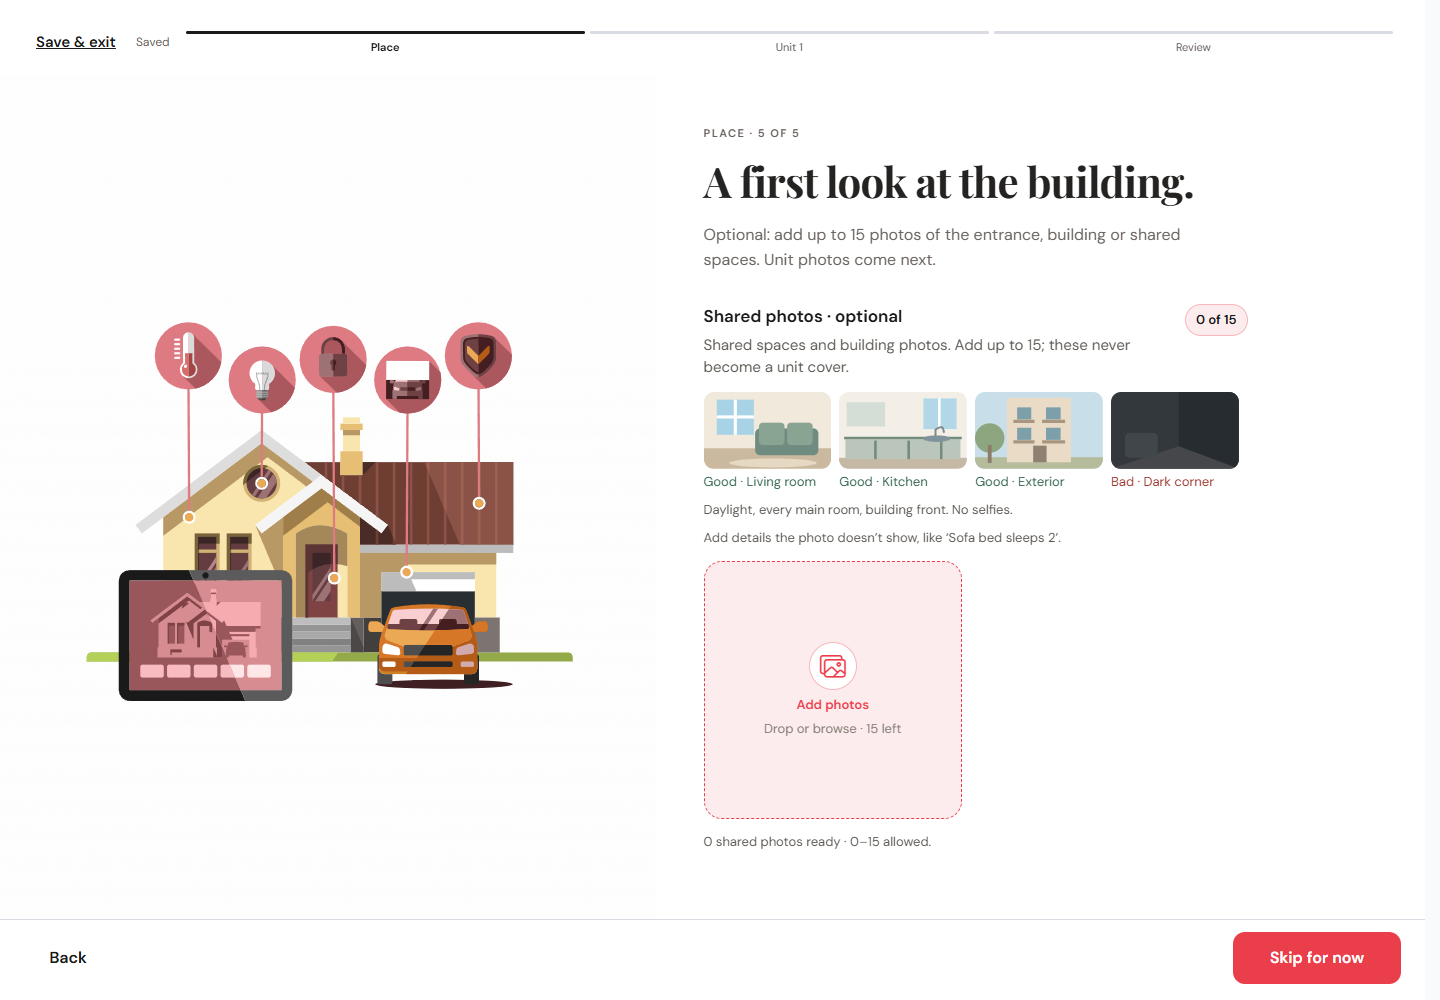 Save & exit
Saved
Place
Unit 1
Review
PLACE · 5 OF 5
A first look at the building.
Optional: add up to 15 photos of the entrance, building or shared
spaces. Unit photos come next.
Shared photos · optional
0 of 15
Shared spaces and building photos. Add up to 15; these never
become a unit cover.
Good · Living room
Good · Kitchen
Good · Exterior
Bad · Dark corner
Daylight, every main room, building front. No selfies.
Add details the photo doesn’t show, like ‘Sofa bed sleeps 2’.
Add photos
Drop or browse · 15 left
0 shared photos ready · 0–15 allowed.
Back
Skip for now